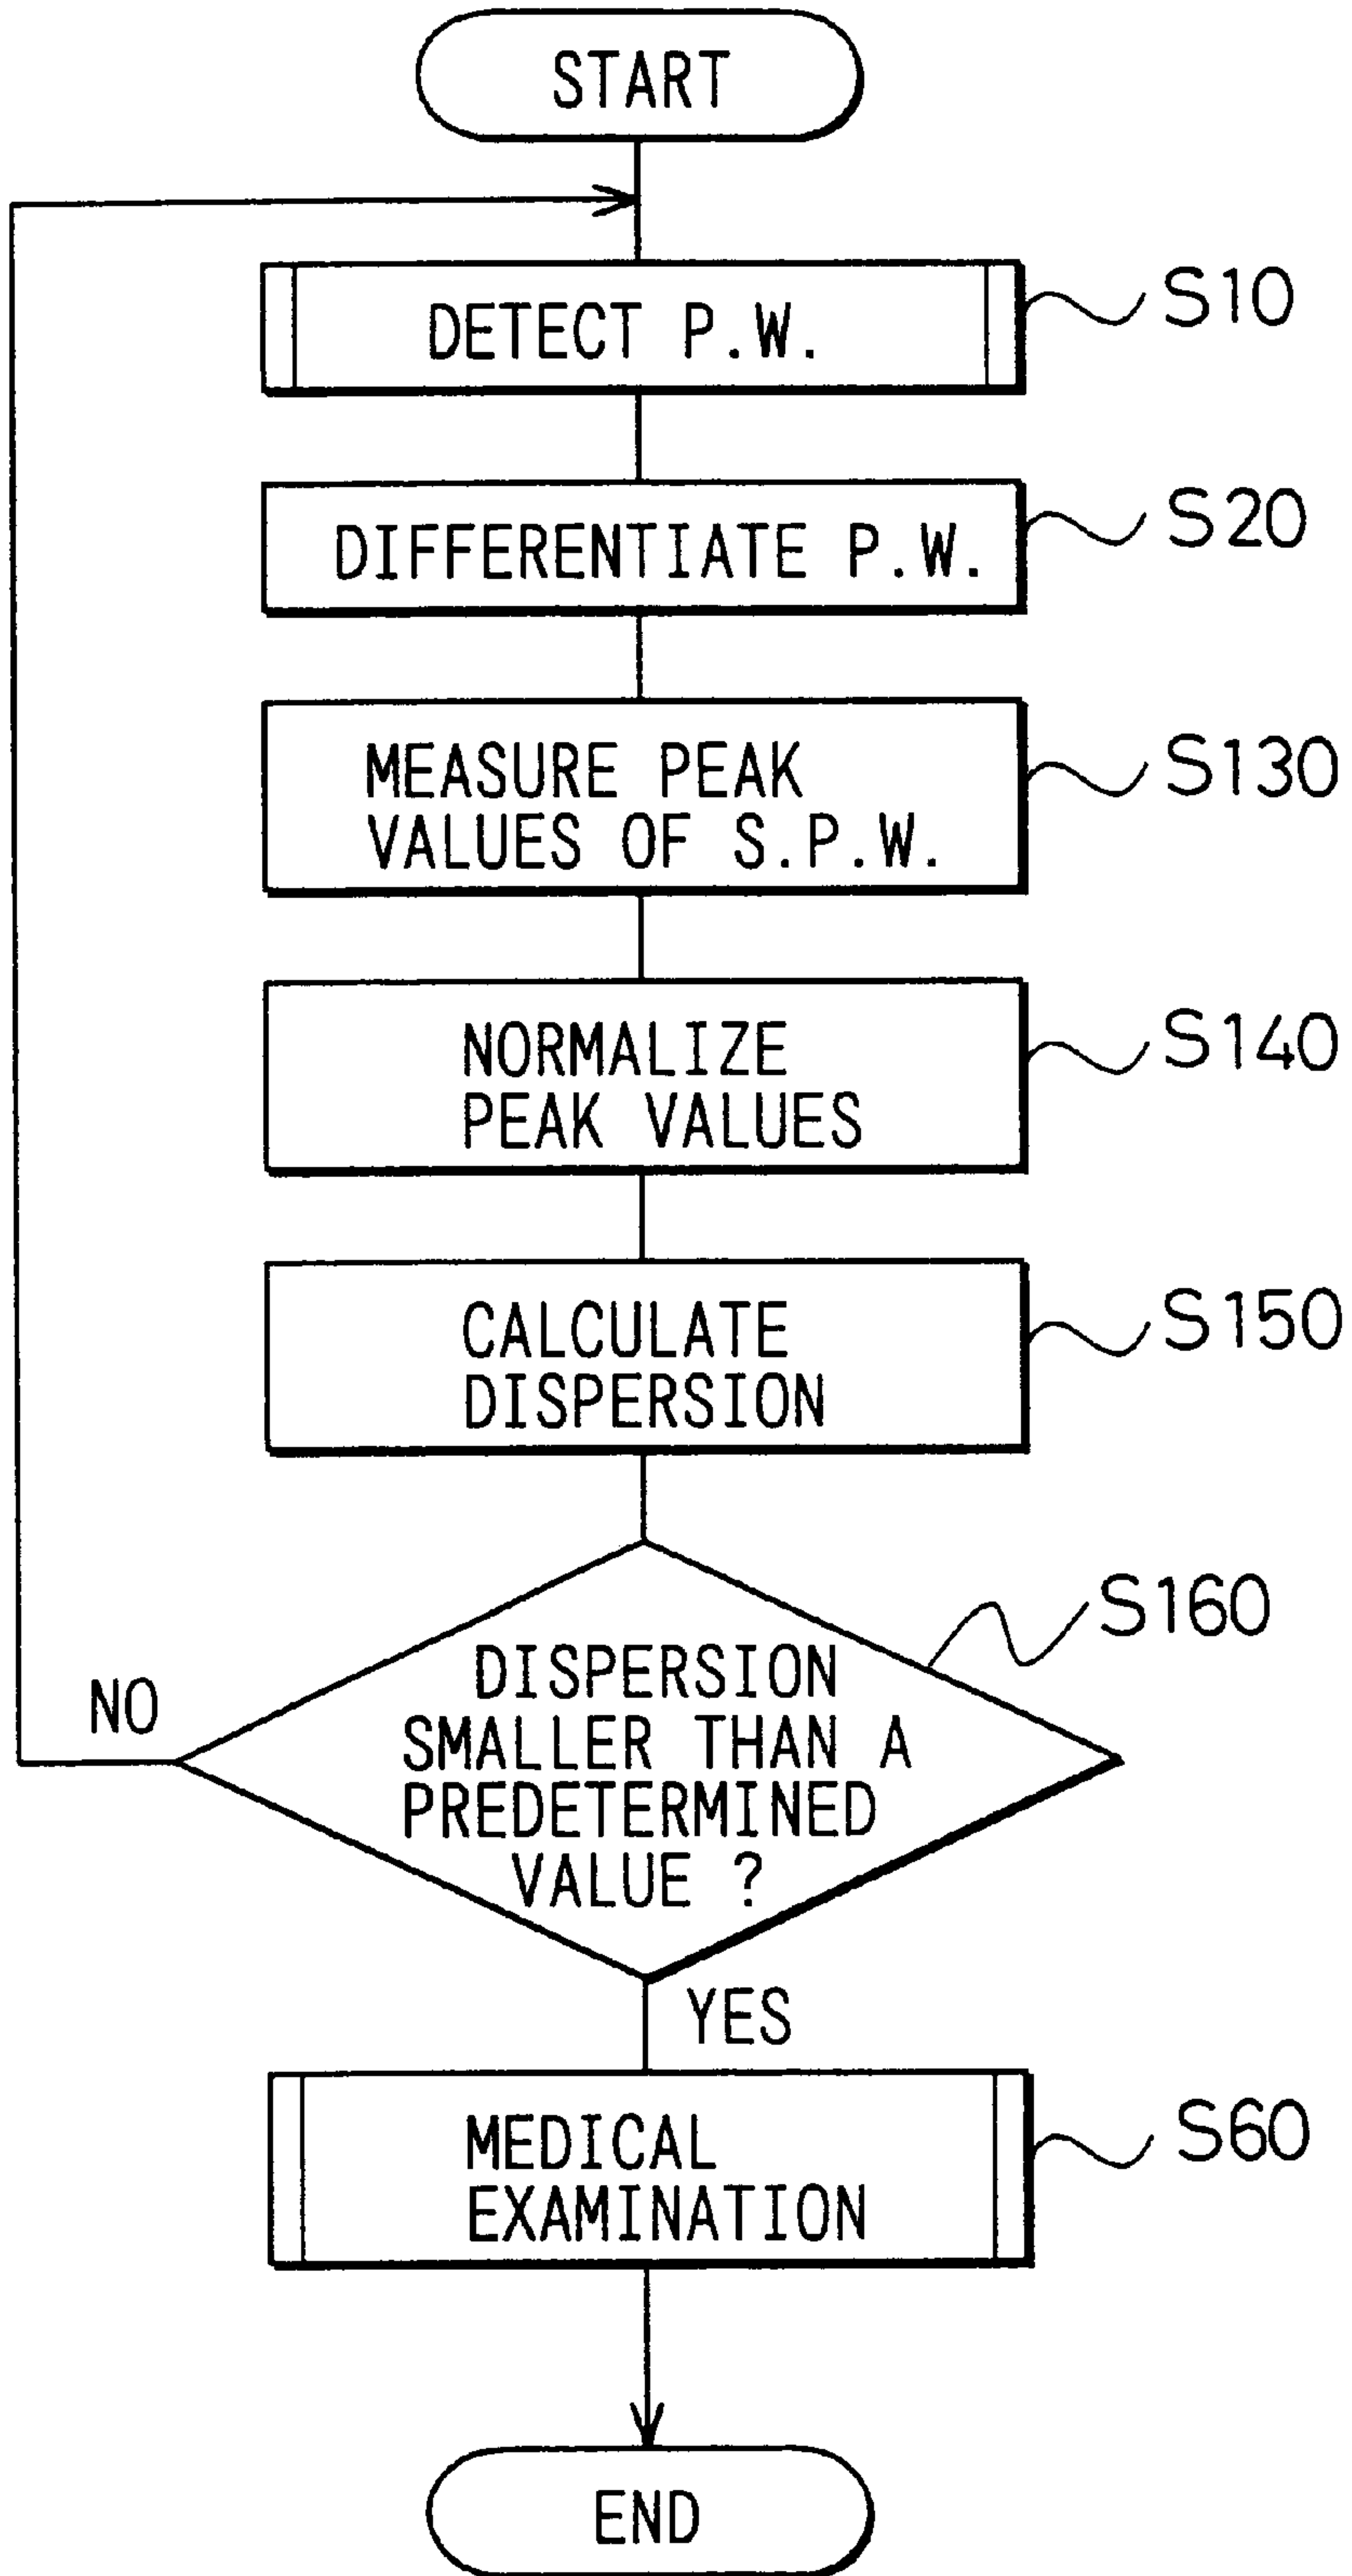 START
DETECT P.W.
S10
DIFFERENTIATE P.W.
S20
MEASURE PEAK
VALUES OF S.P.W.
S130
NORMALIZE
PEAK VALUES
S140
CALCULATE
DISPERSION
S150
S160
DISPERSION
SMALLER THAN A
PREDETERMINED
VALUE ?
NO
YES
MEDICAL
EXAMINATION
S60
END